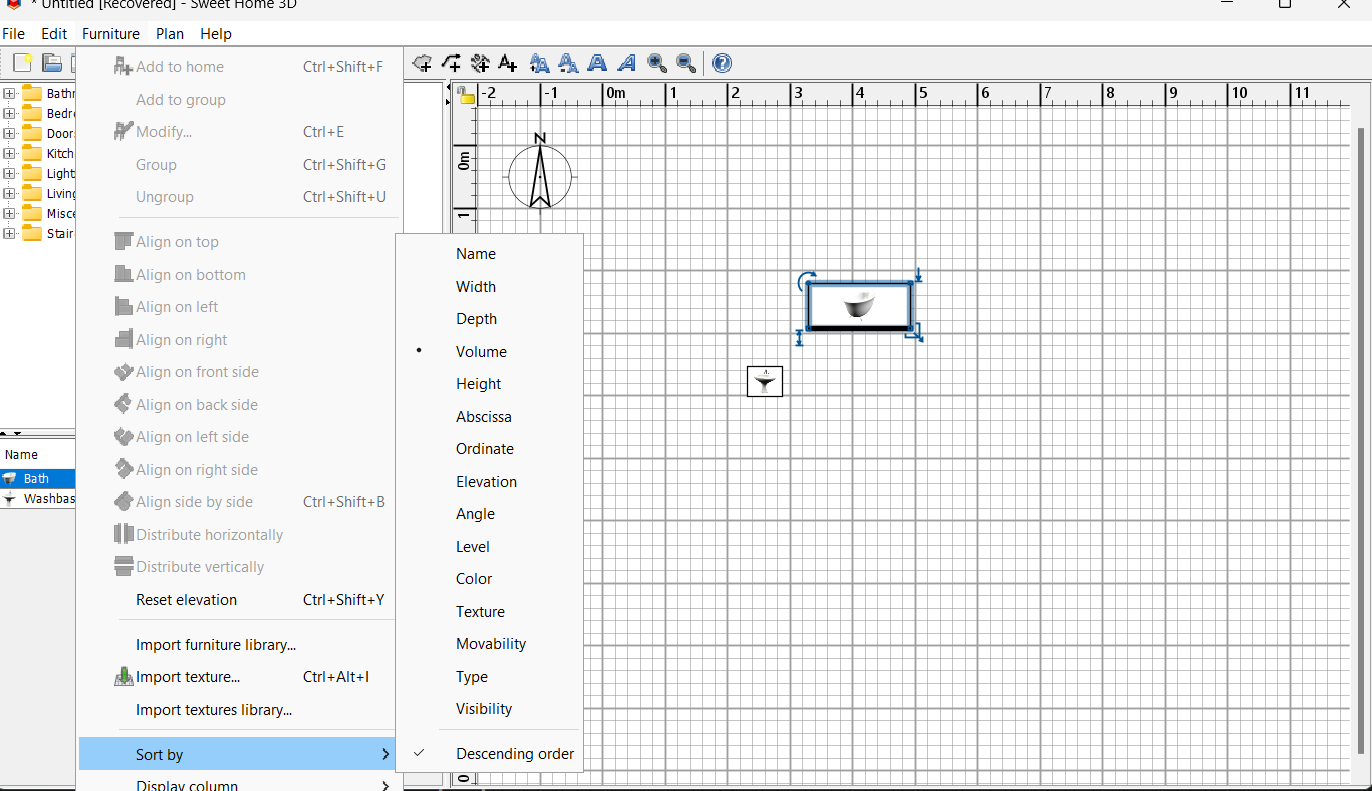 * Untitled [Recovered] - Sweet Home 3D
File Edit Furniture Plan Help
Add to home Ctrl+Shift+F
Add to group
Modify... Ctrl+E
Group Ctrl+Shift+G
Ungroup Ctrl+Shift+U
Align on top
Align on bottom
Align on left
Align on right
Align on front side
Align on back side
Align on left side
Align on right side
Align side by side Ctrl+Shift+B
Distribute horizontally
Distribute vertically
Reset elevation Ctrl+Shift+Y
Import furniture library...
Import texture... Ctrl+Alt+I
Import textures library...
Sort by
Display column
Name
Width
Depth
Volume
Height
Abscissa
Ordinate
Elevation
Angle
Level
Color
Texture
Movability
Type
Visibility
Descending order
Bathr
Bedr
Door
Kitch
Light
Living
Misce
Stair
Name
Bath
Washbas
-2 -1 0m 1 2 3 4 5 6 7 8 9 10 11
0m
1
N